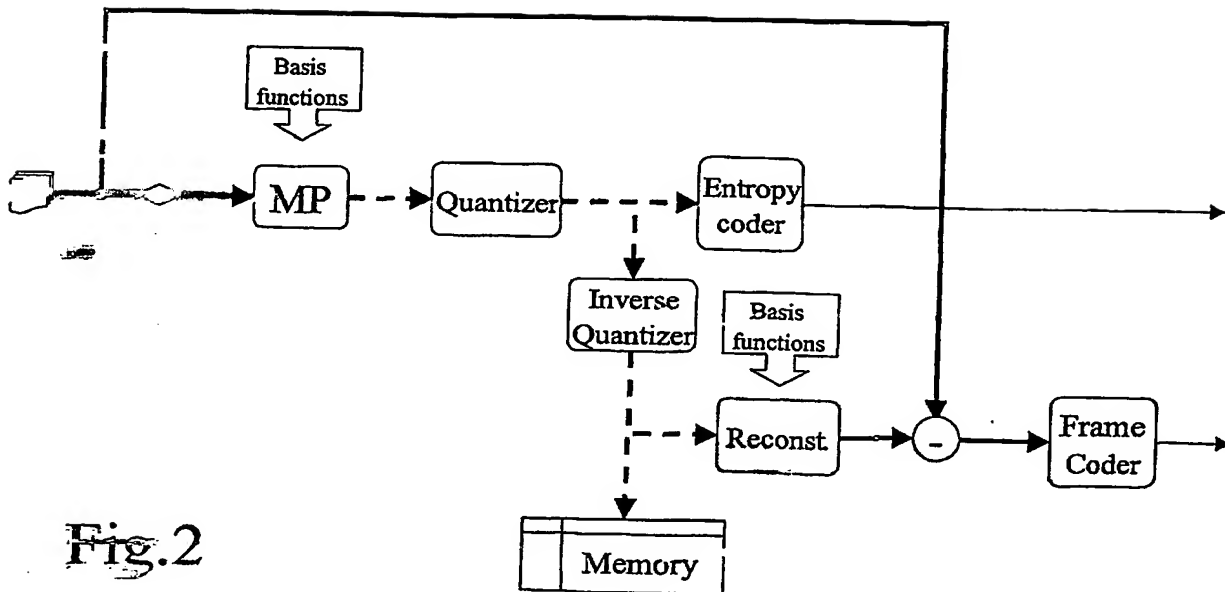 Basis
functions
MP
Quantizer
Entropy
coder
Inverse
Quantizer
Basis
functions
Reconst.
-
Frame
Coder
Memory
Fig.2